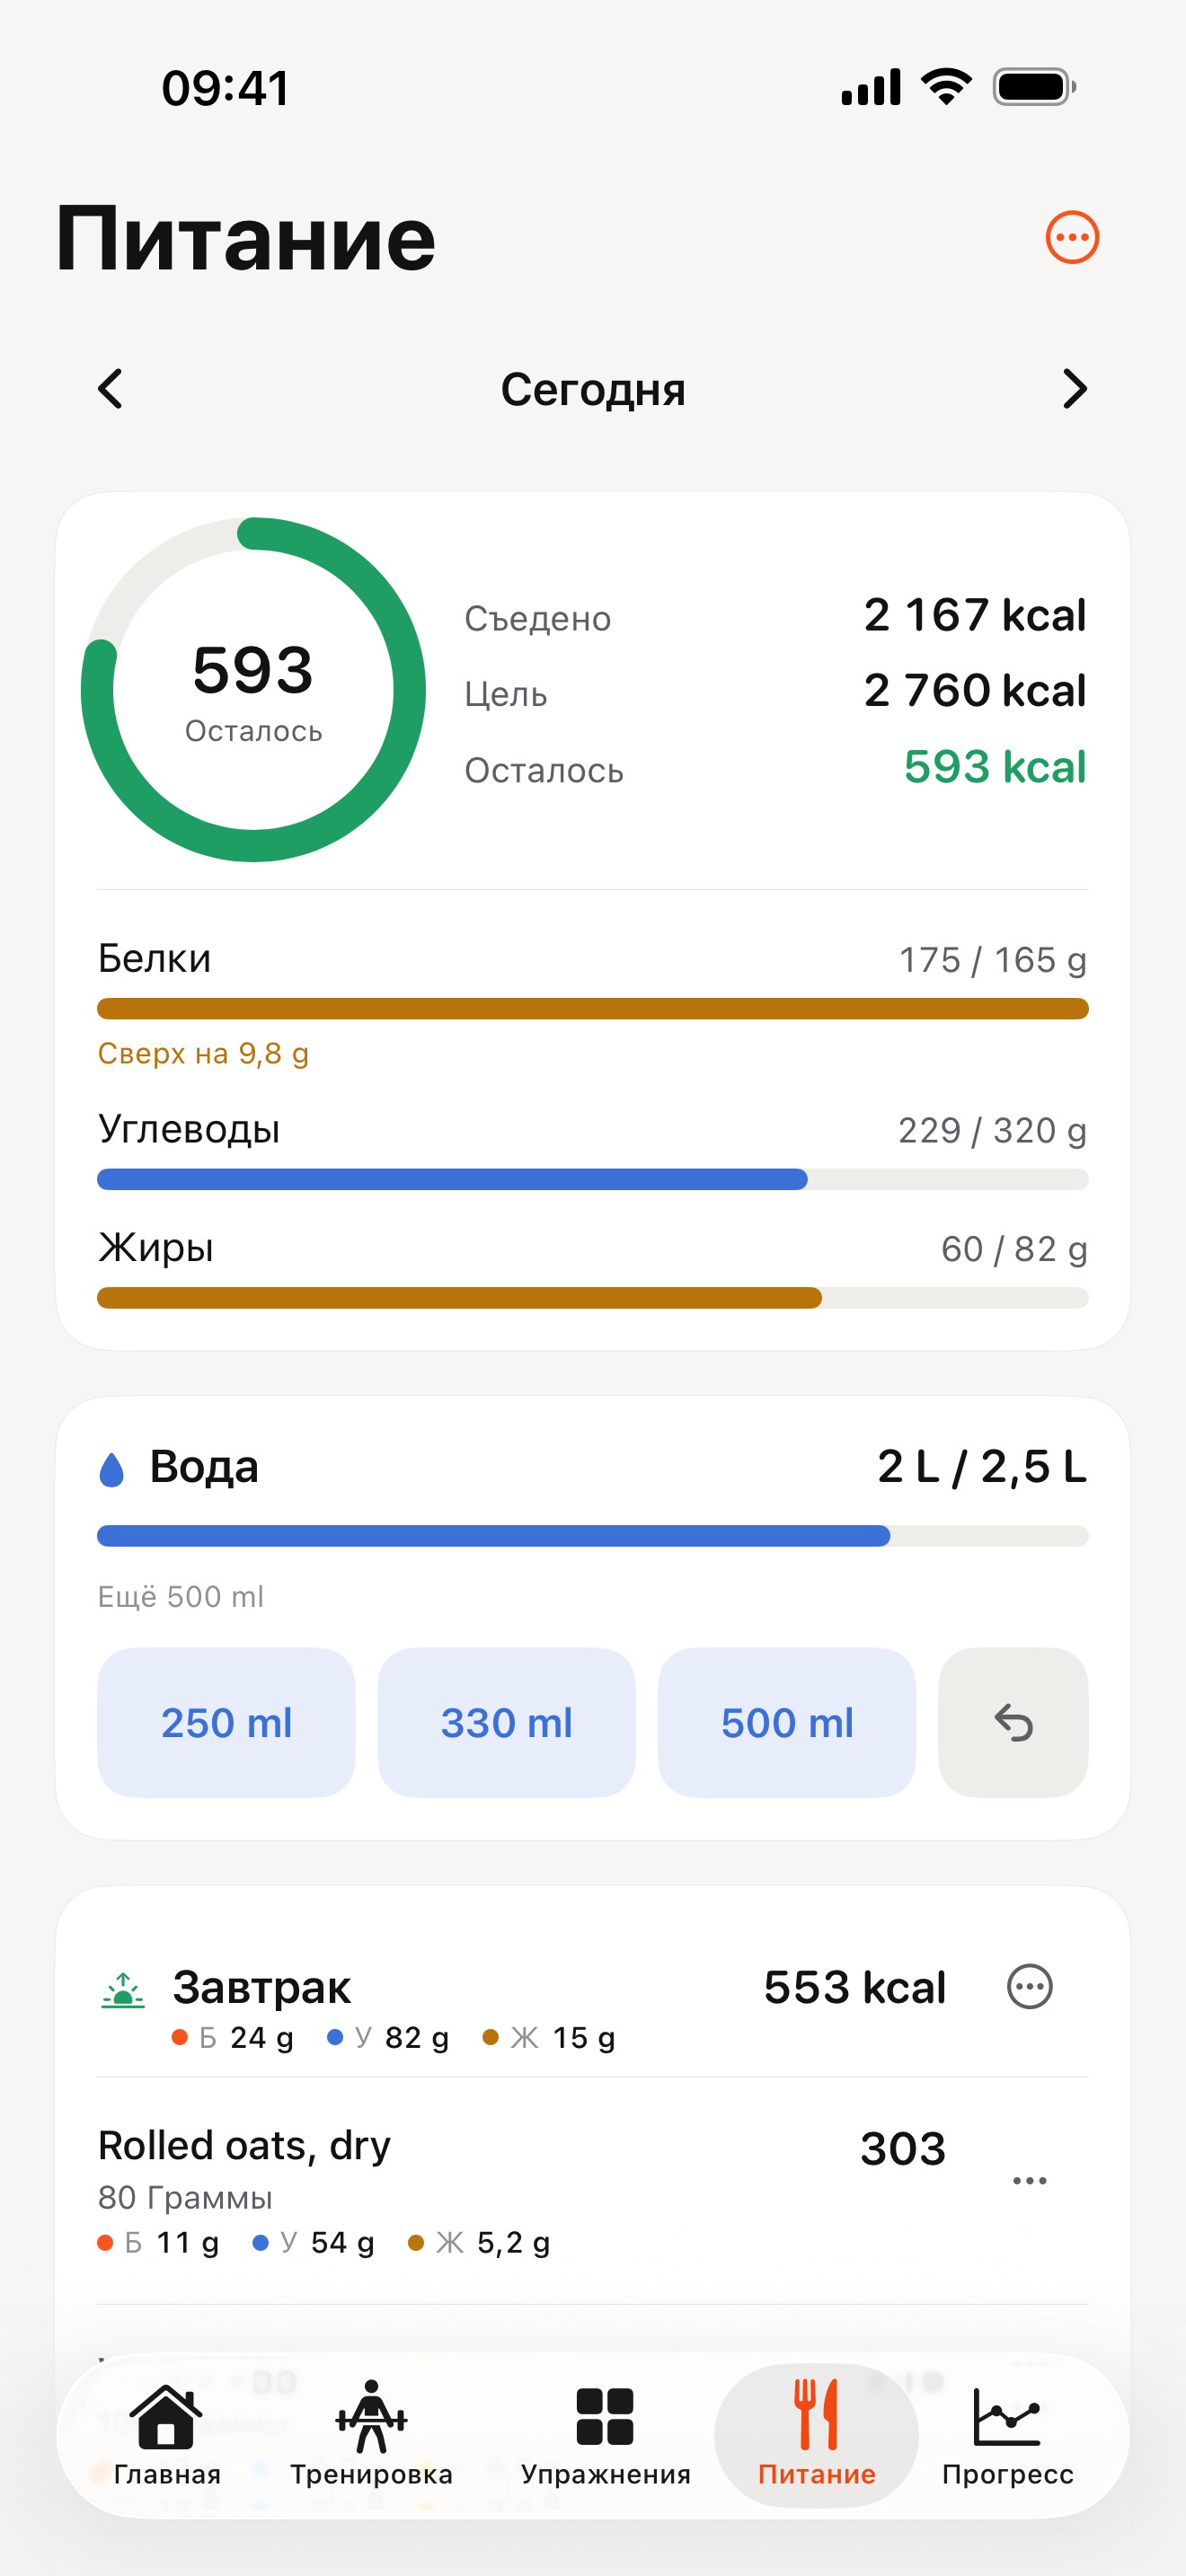 09:41
Питание
Сегодня
593
Осталось
Съедено 2 167 kcal
Цель 2 760 kcal
Осталось 593 kcal
Белки 175 / 165 g
Сверх на 9,8 g
Углеводы 229 / 320 g
Жиры 60 / 82 g
Вода 2 L / 2,5 L
Ещё 500 ml
250 ml 330 ml 500 ml
Завтрак 553 kcal
Б 24 g У 82 g Ж 15 g
Rolled oats, dry 303
80 Граммы
Б 11 g У 54 g Ж 5,2 g
Главная Тренировка Упражнения Питание Прогресс